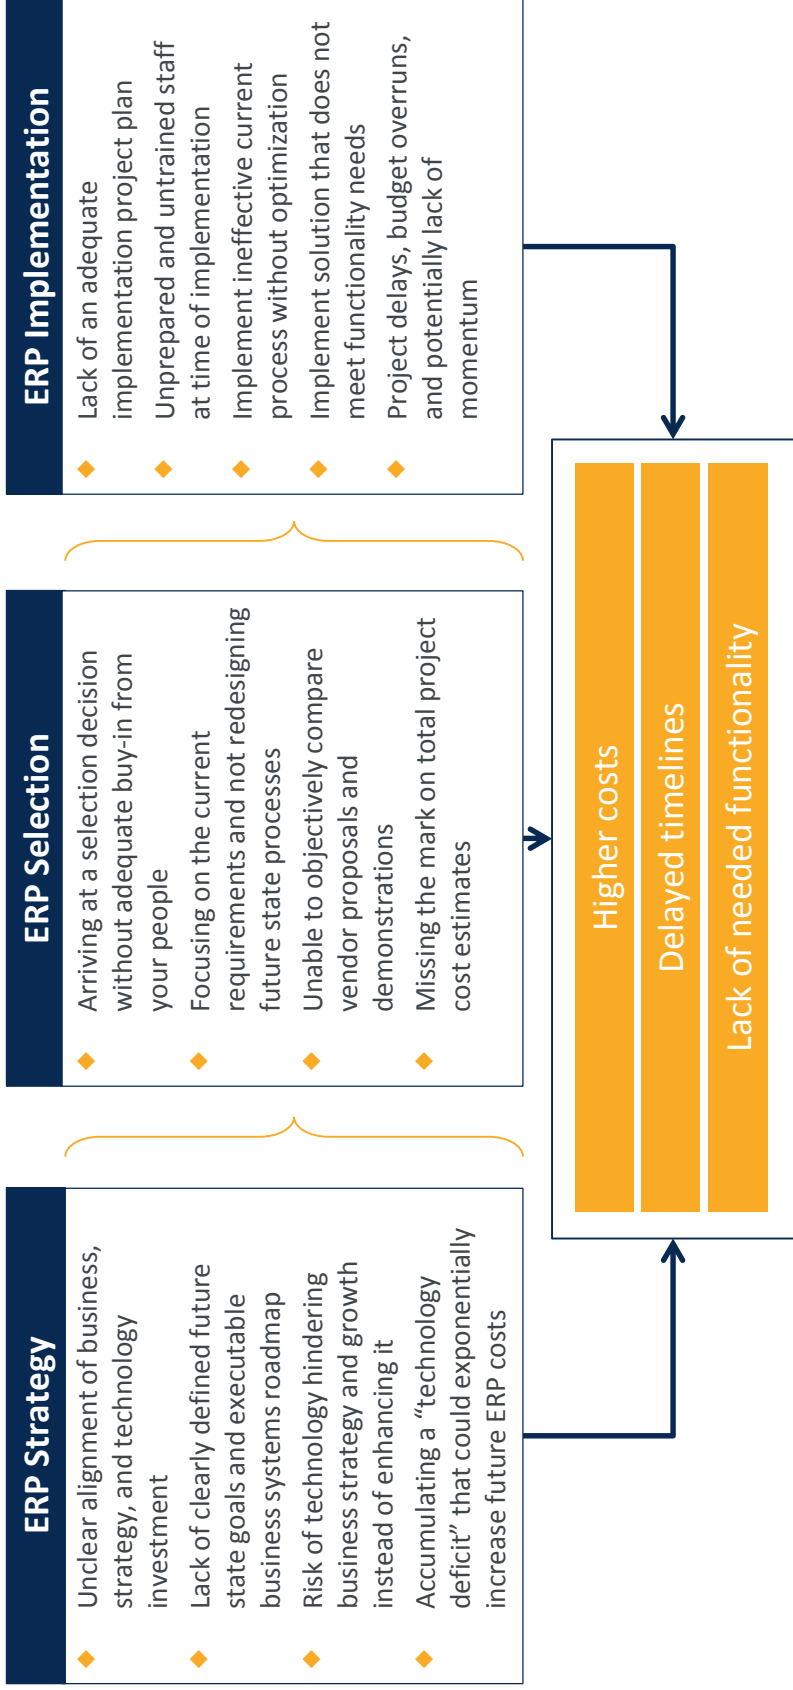 ERP Strategy
Unclear alignment of business,
strategy, and technology
investment
Lack of clearly defined future
state goals and executable
business systems roadmap
Risk of technology hindering
business strategy and growth
instead of enhancing it
Accumulating a “technology
deficit” that could exponentially
increase future ERP costs
ERP Selection
Arriving at a selection decision
without adequate buy-in from
your people
Focusing on the current
requirements and not redesigning
future state processes
Unable to objectively compare
vendor proposals and
demonstrations
Missing the mark on total project
cost estimates
ERP Implementation
Lack of an adequate
implementation project plan
Unprepared and untrained staff
at time of implementation
Implement ineffective current
process without optimization
Implement solution that does not
meet functionality needs
Project delays, budget overruns,
and potentially lack of
momentum
Higher costs
Delayed timelines
Lack of needed functionality